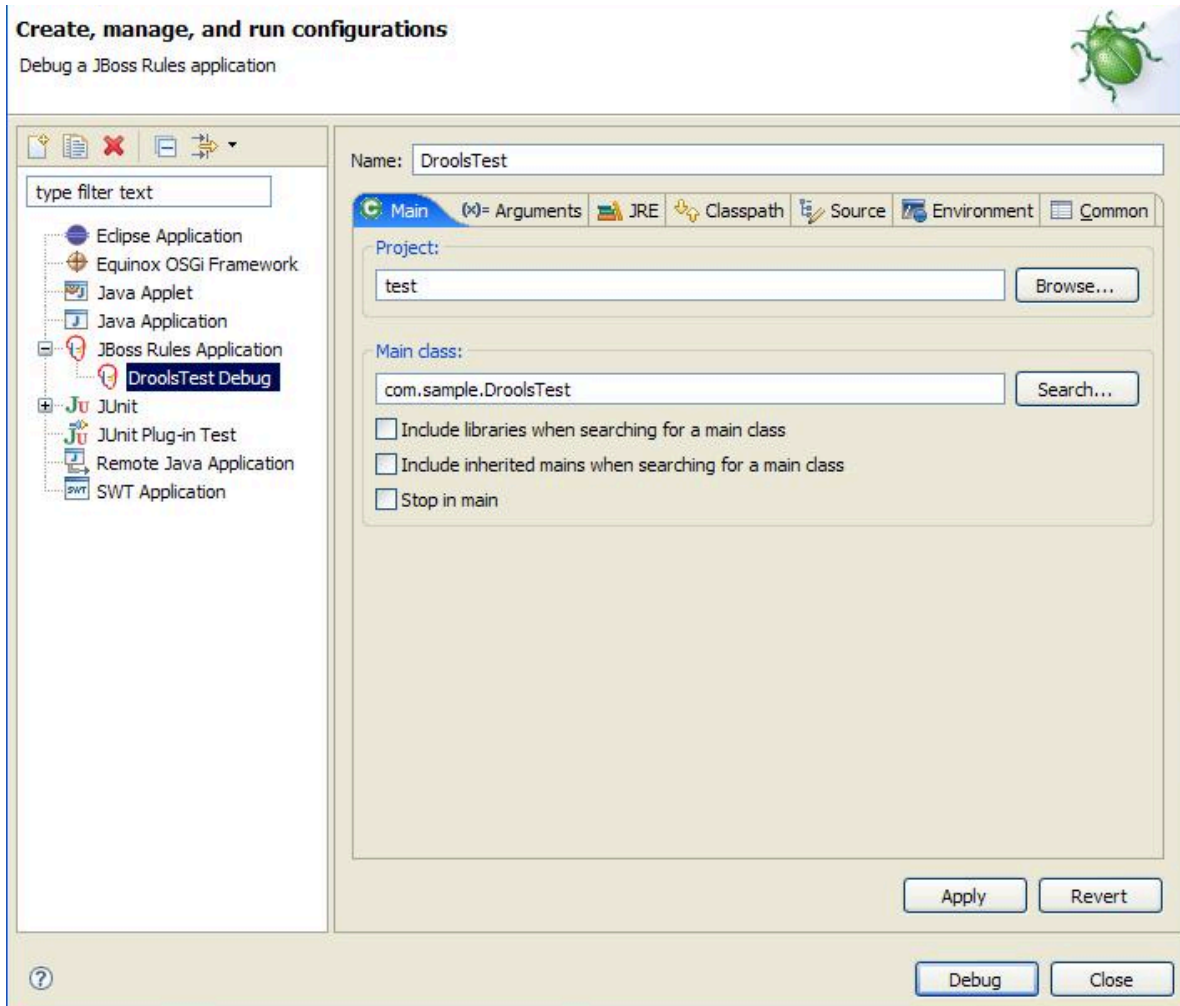 Create, manage, and run configurations
Debug a JBoss Rules application
type filter text
Eclipse Application
Equinox OSGi Framework
Java Applet
Java Application
JBoss Rules Application
DroolsTest Debug
JUnit
JUnit Plug-in Test
Remote Java Application
SWT Application
Name: DroolsTest
Main (x)= Arguments JRE Classpath Source Environment Common
Project:
test Browse...
Main class:
com.sample.DroolsTest Search...
Include libraries when searching for a main class
Include inherited mains when searching for a main class
Stop in main
Apply Revert
? Debug Close